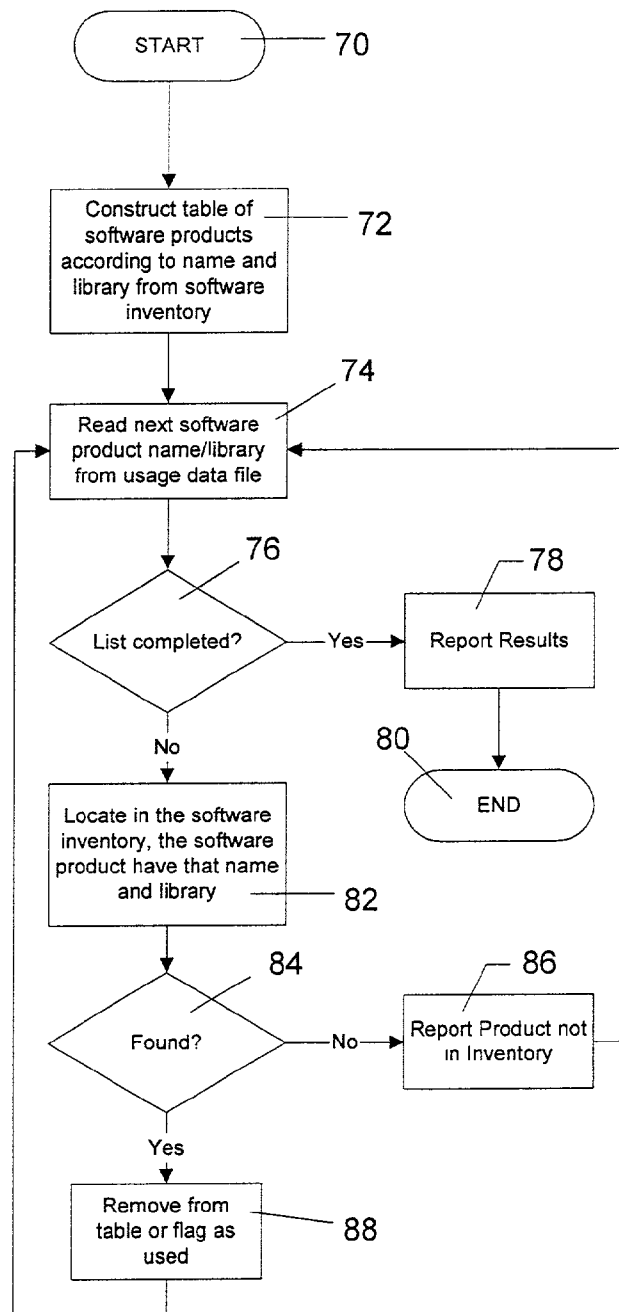 START
70
Construct table of
software products
according to name and
library from software
inventory
72
74
Read next software
product name/library
from usage data file
76
List completed?
Yes
78
Report Results
No
80
END
Locate in the software
inventory, the software
product have that name
and library
82
84
Found?
No
86
Report Product not
in Inventory
Yes
Remove from
table or flag as
used
88